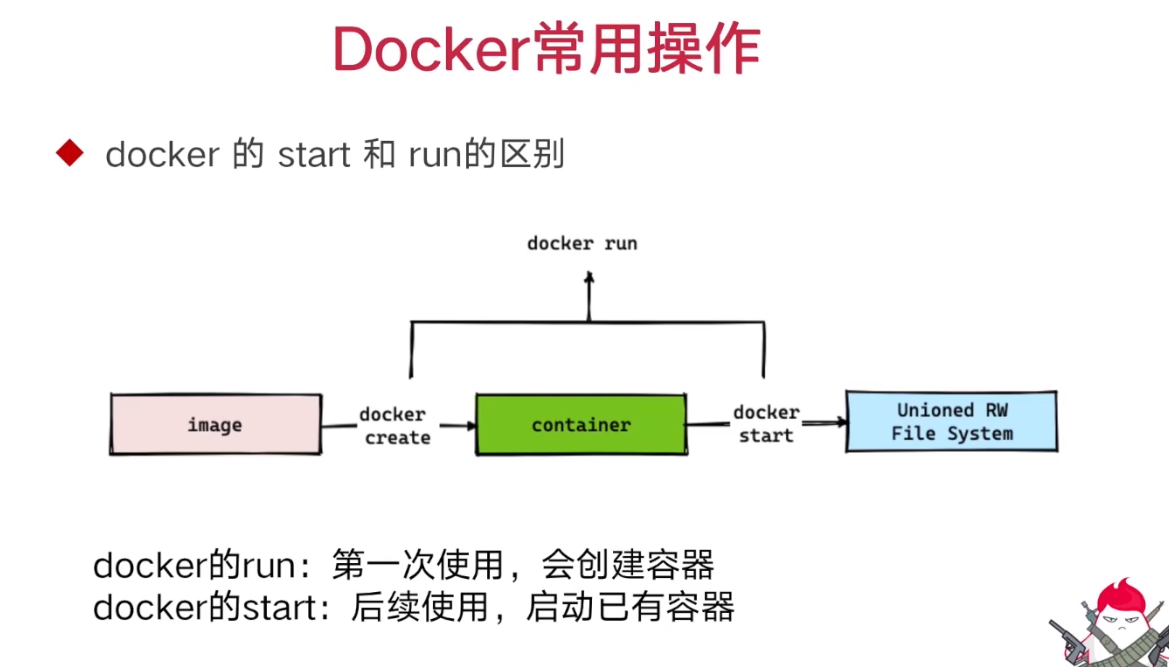 Docker常用操作
docker 的 start 和 run的区别
docker run
image
docker
create
container
docker
start
Unioned RW
File System
docker的run：第一次使用，会创建容器
docker的start：后续使用，启动已有容器